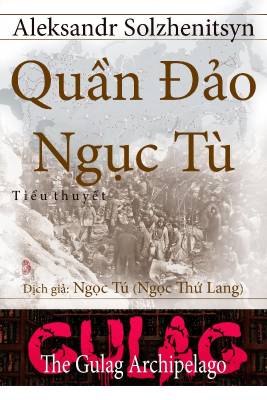 Aleksandr Solzhenitsyn
Quần Đảo
Ngục Tù
Tiểu thuyết
Dịch giả: Ngọc Tú (Ngọc Thứ Lang)
GULAG
The Gulag Archipelago